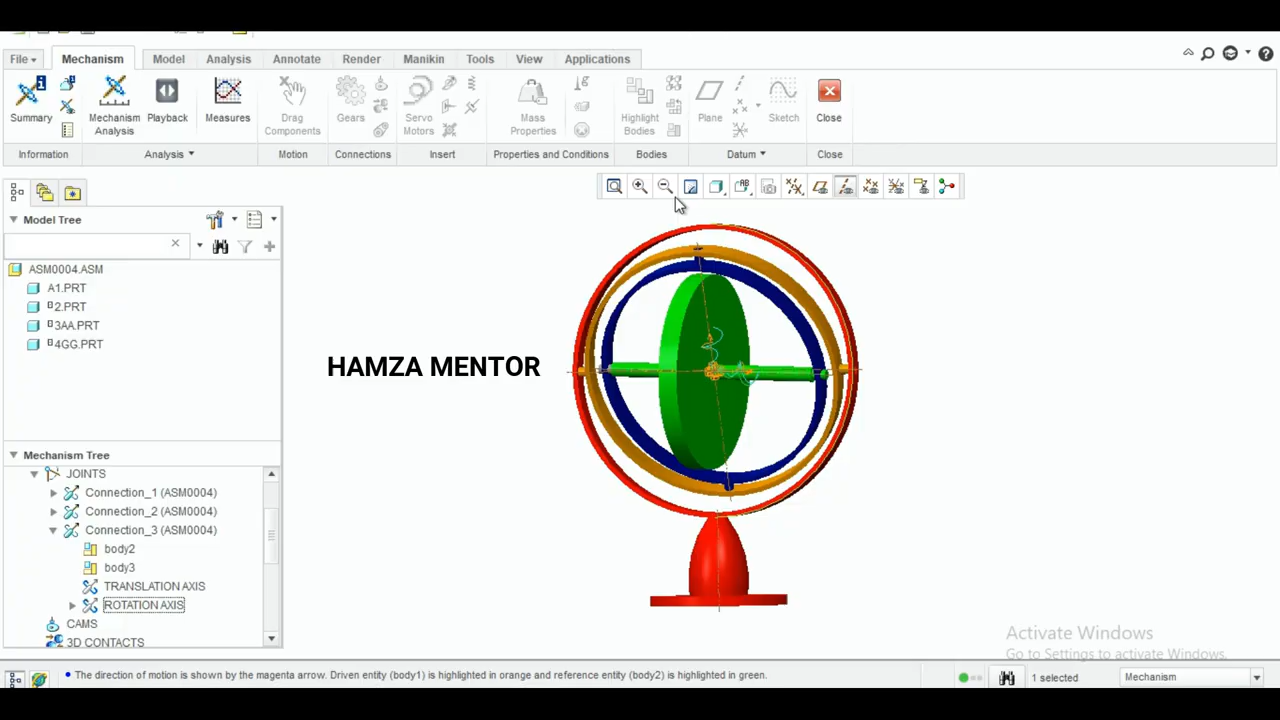 File
Mechanism
Model
Analysis
Annotate
Render
Manikin
Tools
View
Applications
Summary
Mechanism Analysis
Playback
Measures
Drag Components
Gears
Servo Motors
Mass Properties
Highlight Bodies
Plane
Sketch
Close
Information
Analysis
Motion
Connections
Insert
Properties and Conditions
Bodies
Datum
Close
Model Tree
ASM0004.ASM
A1.PRT
2.PRT
3AA.PRT
4GG.PRT
HAMZA MENTOR
Mechanism Tree
JOINTS
Connection_1 (ASM0004)
Connection_2 (ASM0004)
Connection_3 (ASM0004)
body2
body3
TRANSLATION AXIS
ROTATION AXIS
CAMS
3D CONTACTS
Activate Windows
Go to Settings to activate Windows.
The direction of motion is shown by the magenta arrow. Driven entity (body1) is highlighted in orange and reference entity (body2) is highlighted in green.
1 selected
Mechanism